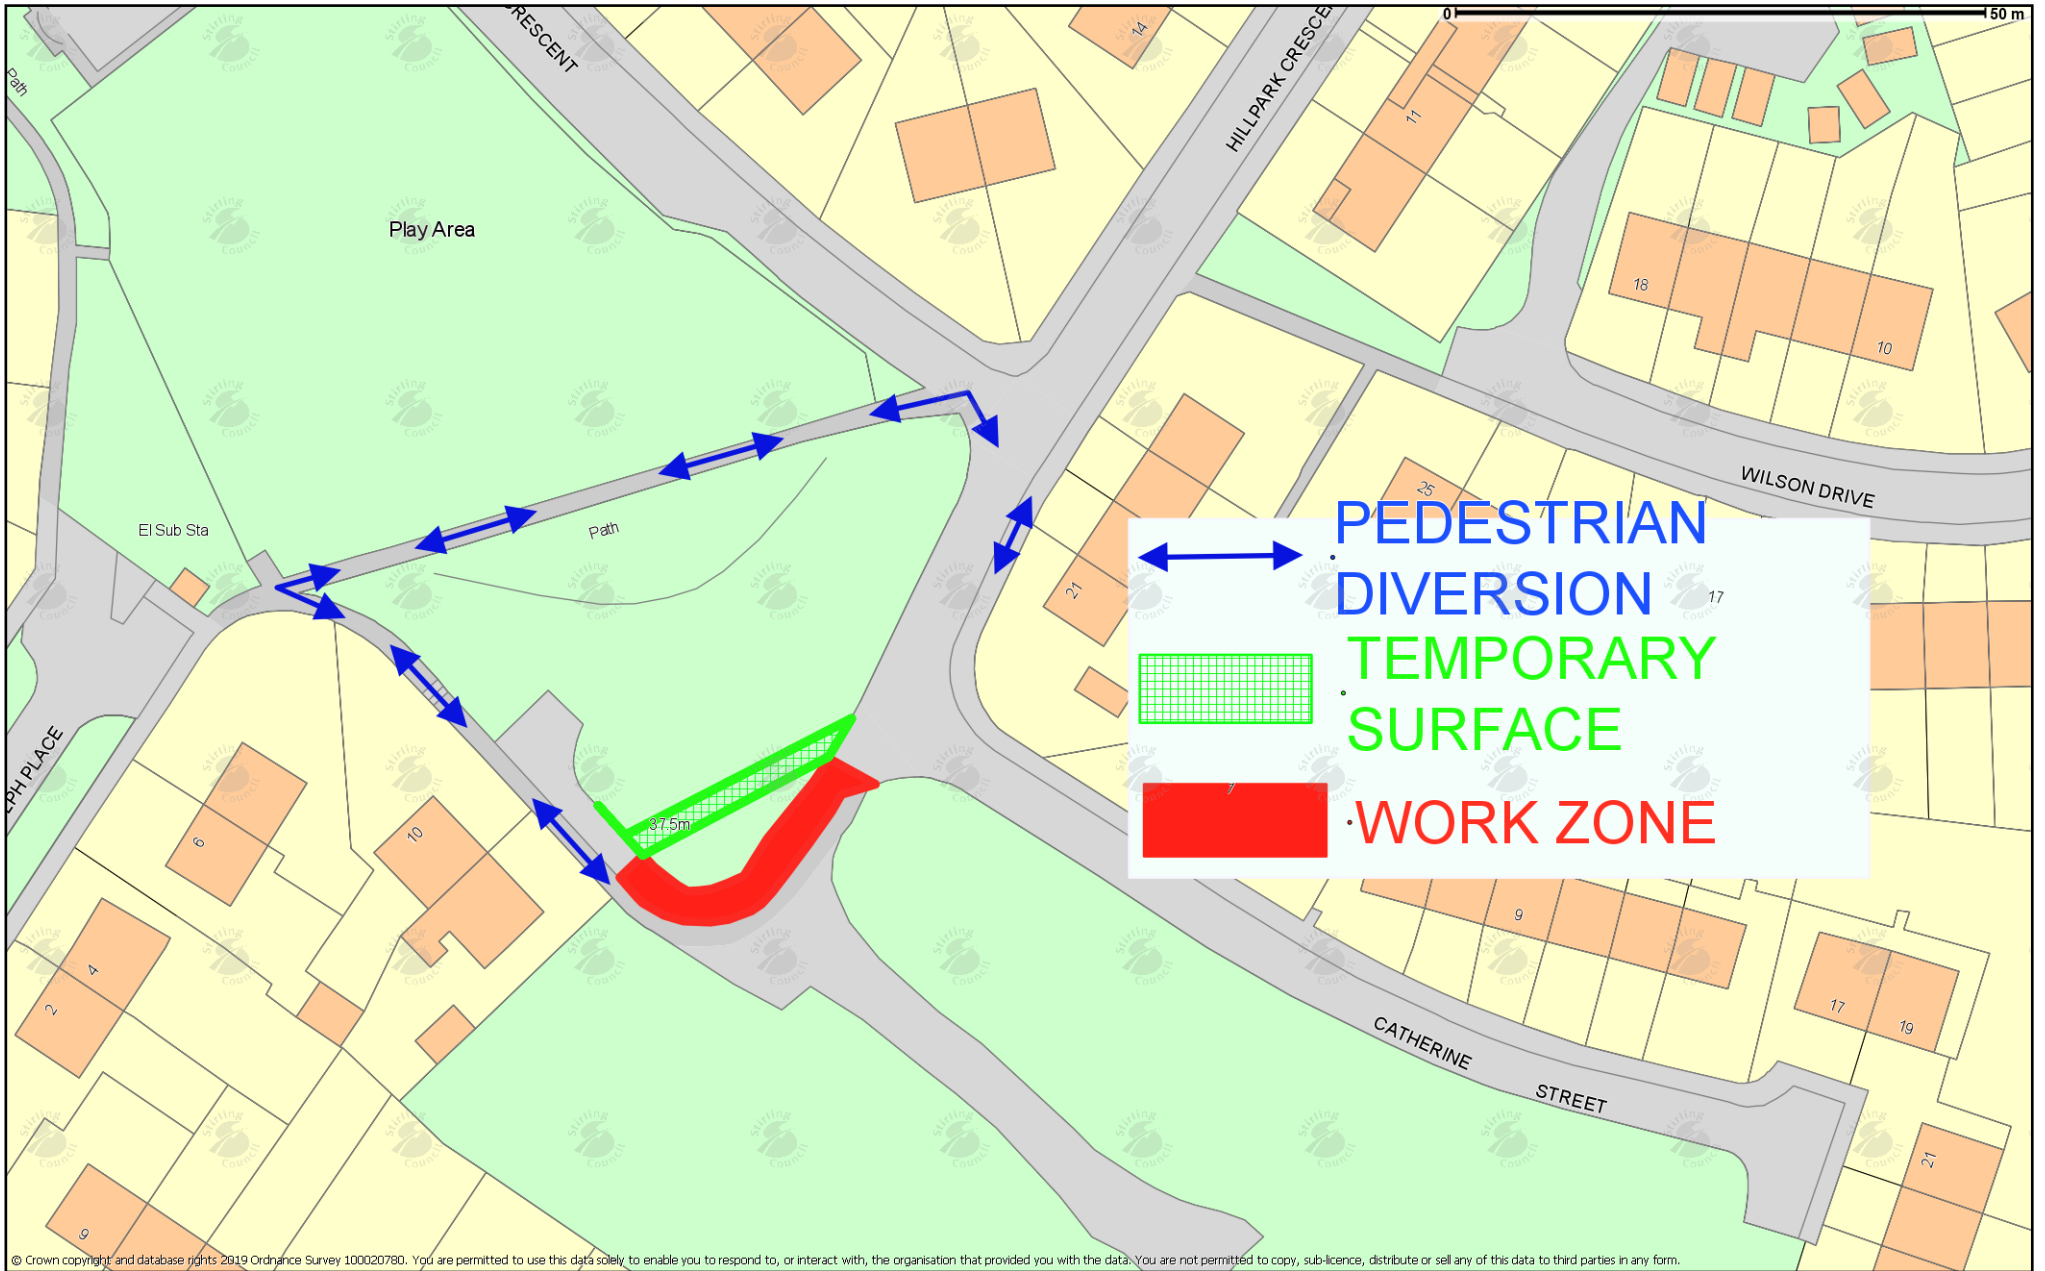 0
50 m
CRESCENT
14
HILLPARK CRESCE
11
Path
Play Area
18
10
WILSON DRIVE
25
El Sub Sta
Path
21
PEDESTRIAN
DIVERSION
17
TEMPORARY
SURFACE
WORK ZONE
37.5m
LPH PLACE
6
10
9
4
2
17
19
CATHERINE
STREET
21
9
© Crown copyright and database rights 2019 Ordnance Survey 100020780. You are permitted to use this data solely to enable you to respond to, or interact with, the organisation that provided you with the data. You are not permitted to copy, sub-licence, distribute or sell any of this data to third parties in any form.
Stirling
Council